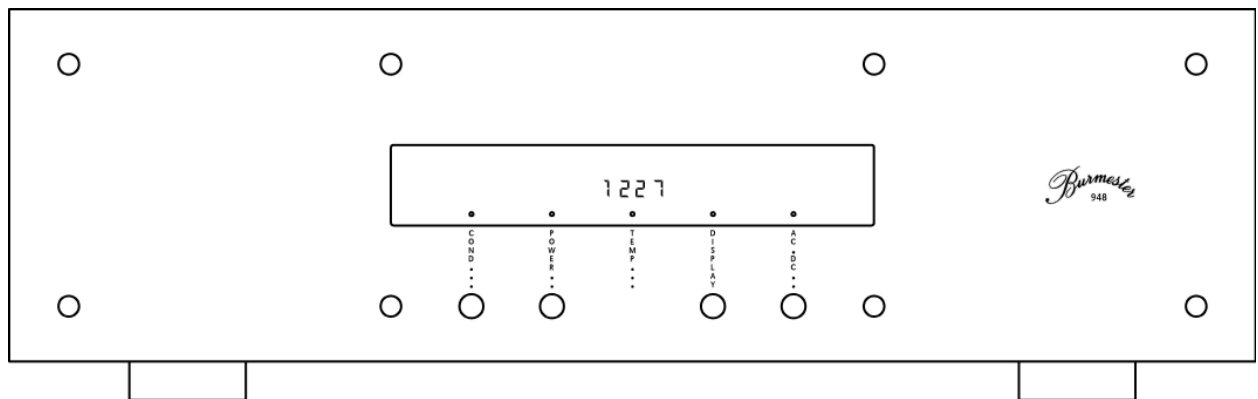 1227
Burmester
948
COND...
POWER..
TEMP...
DISPLAY
AC.DC..